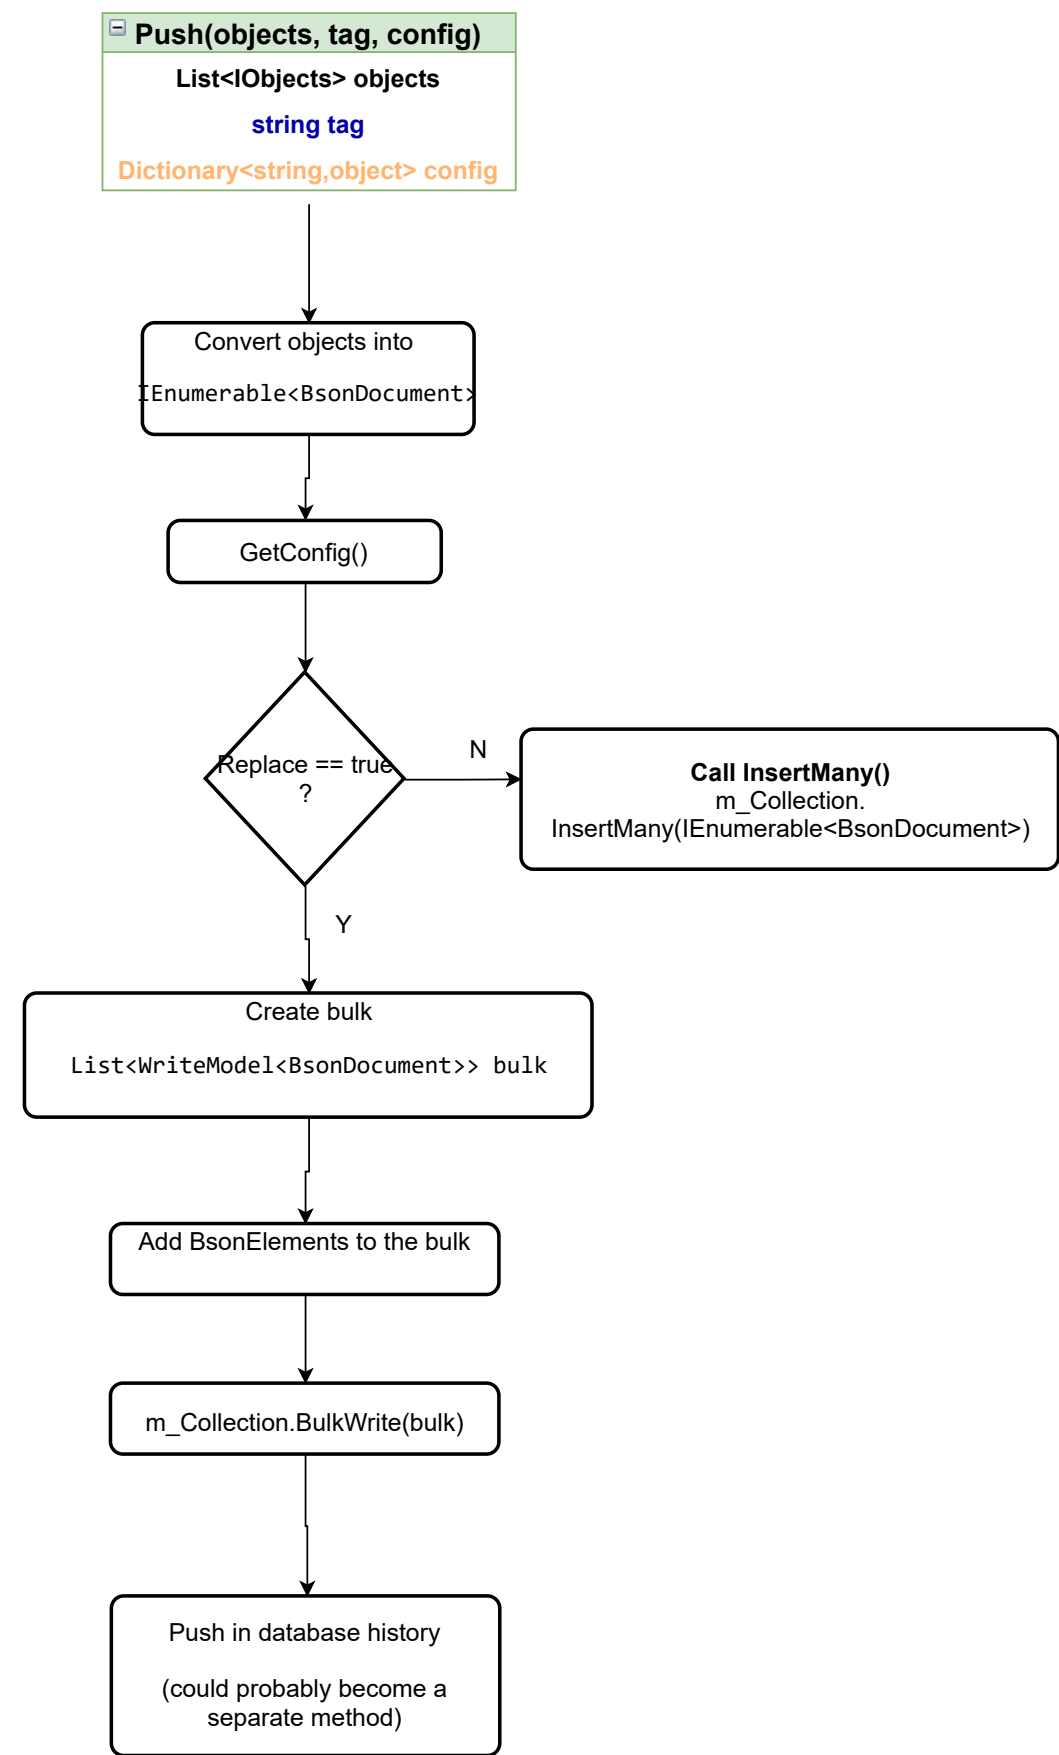 Push(objects, tag, config)
List<IObjects> objects
string tag
Dictionary<string,object> config
Convert objects into
IEnumerable<BsonDocument>
GetConfig()
Replace == true
?
N
Call InsertMany()
m_Collection.
InsertMany(IEnumerable<BsonDocument>)
Y
Create bulk
List<WriteModel<BsonDocument>> bulk
Add BsonElements to the bulk
m_Collection.BulkWrite(bulk)
Push in database history
(could probably become a
separate method)